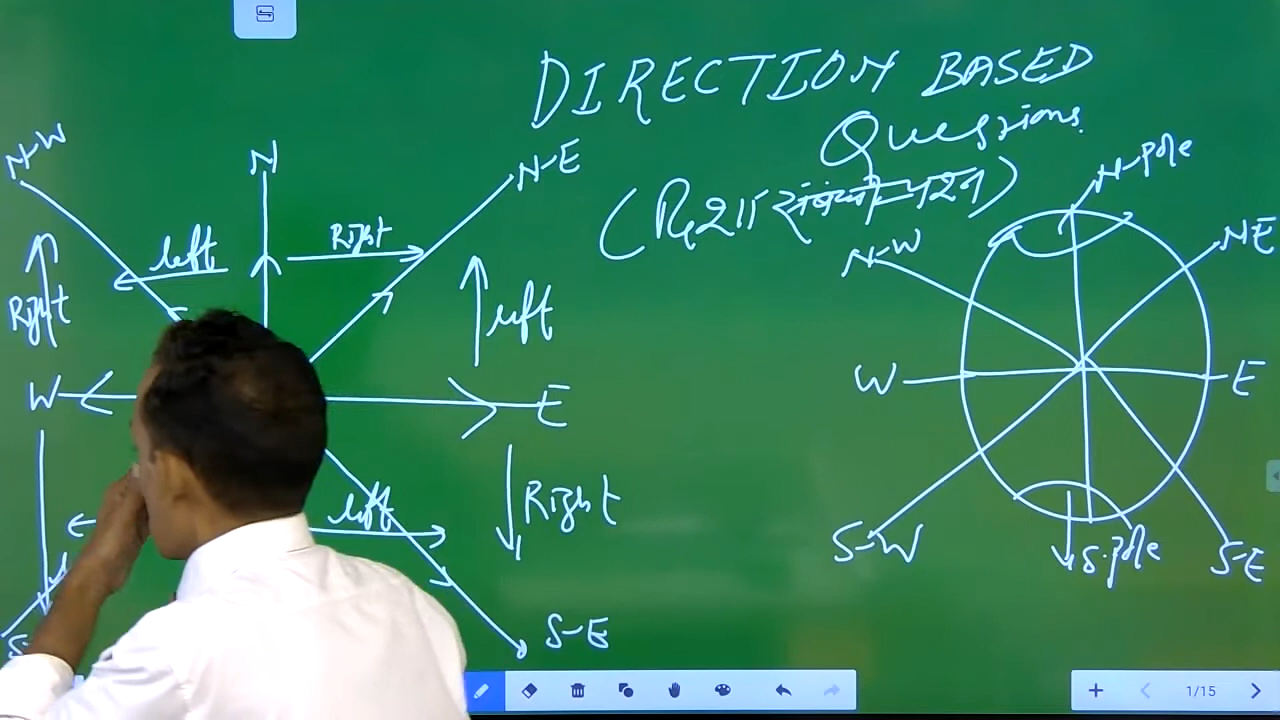 DIRECTION BASED
Questions.
N-W
N
N-E
left
Right
Right
left
W
E
left
Right
S-E
N-pole
N-W
NE
W
E
S-W
S.pole
S-E
1/15